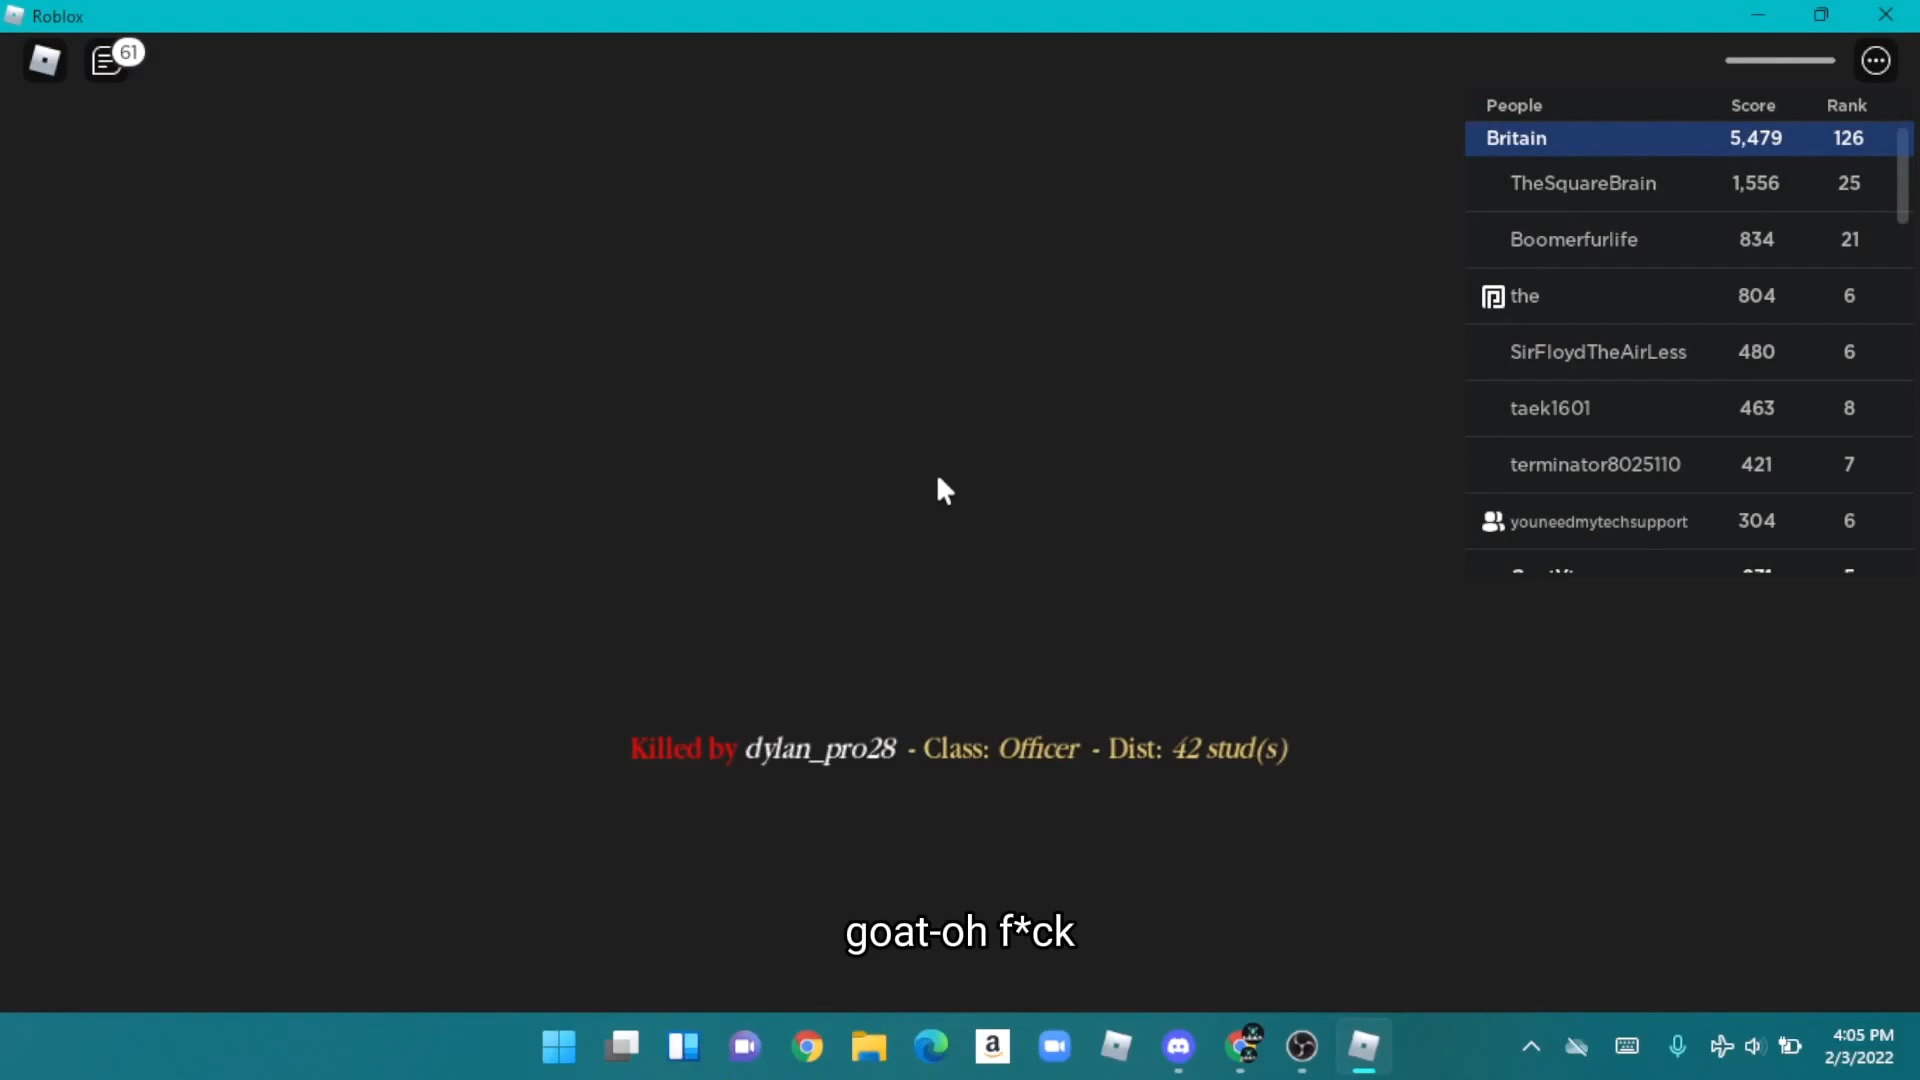 Roblox
61
People Score Rank
Britain 5,479 126
TheSquareBrain 1,556 25
Boomerfurlife 834 21
the 804 6
SirFloydTheAirLess 480 6
taek1601 463 8
terminator8025110 421 7
youneedmytechsupport 304 6
Killed by dylan_pro28 - Class: Officer - Dist: 42 stud(s)
goat-oh f*ck
a
4:05 PM
2/3/2022